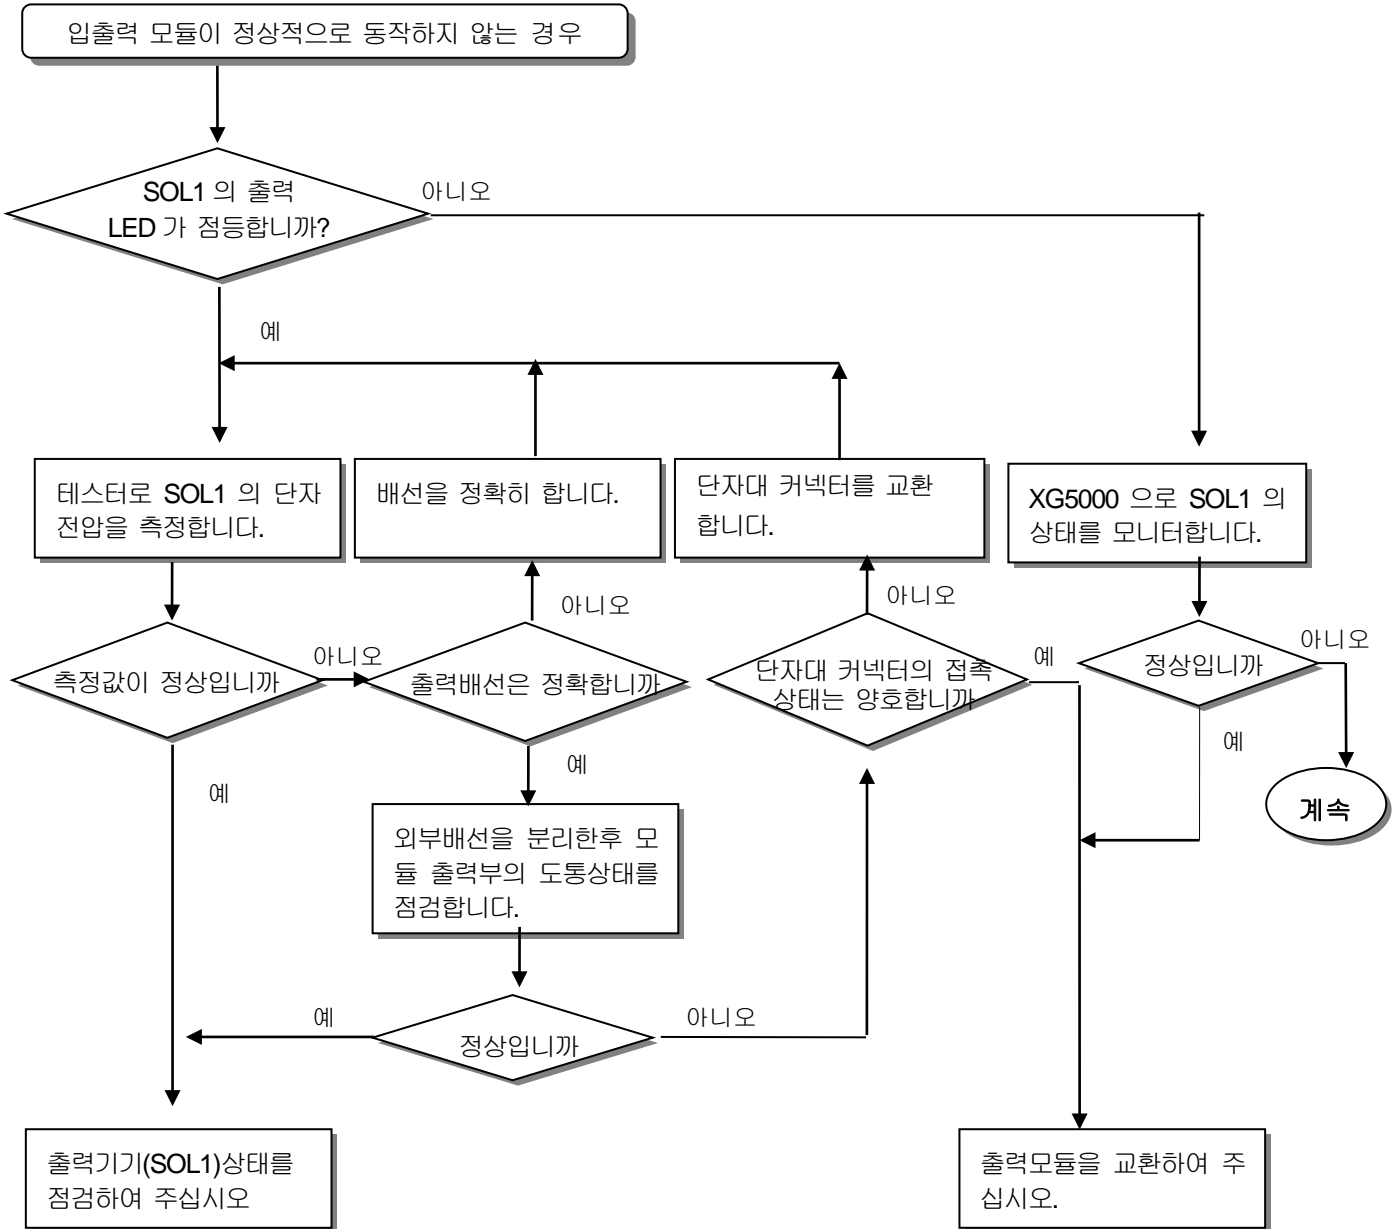 입출력 모듈이 정상적으로 동작하지 않는 경우
SOL1 의 출력
LED 가 점등합니까?
아니오
예
테스터로 SOL1 의 단자
전압을 측정합니다.
배선을 정확히 합니다.
단자대 커넥터를 교환
합니다.
XG5000 으로 SOL1 의
상태를 모니터합니다.
아니오
아니오
측정값이 정상입니까
아니오
출력배선은 정확합니까
단자대 커넥터의 접촉
상태는 양호합니까
예
정상입니까
아니오
예
예
예
계속
외부배선을 분리한후 모
듈 출력부의 도통상태를
점검합니다.
예
정상입니까
아니오
출력기기(SOL1)상태를
점검하여 주십시오
출력모듈을 교환하여 주
십시오.